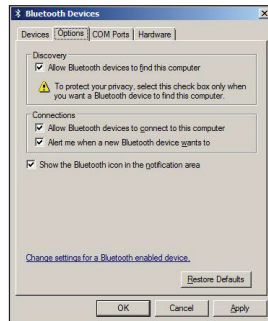 Bluetooth Devices
Devices Options COM Ports Hardware
Discovery
Allow Bluetooth devices to find this computer
To protect your privacy, select this check box only when
you want a Bluetooth device to find this computer.
Connections
Allow Bluetooth devices to connect to this computer
Alert me when a new Bluetooth device wants to
Show the Bluetooth icon in the notification area
Change settings for a Bluetooth enabled device.
Restore Defaults
OK Cancel Apply